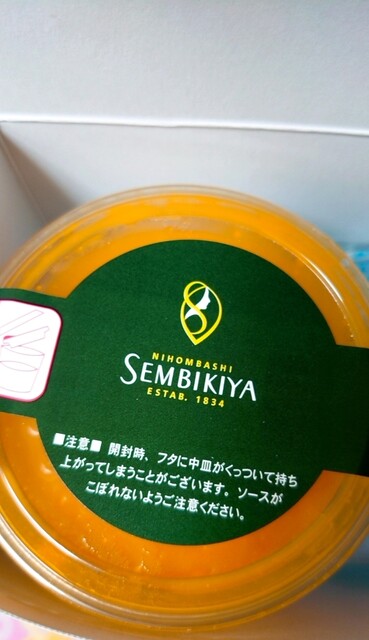 NIHOMBASHI
SEMBIKIYA
ESTAB. 1834
■注意■ 開封時、フタに中皿がくっついて持ち
上がってしまうことがございます。ソースが
こぼれないようご注意ください。